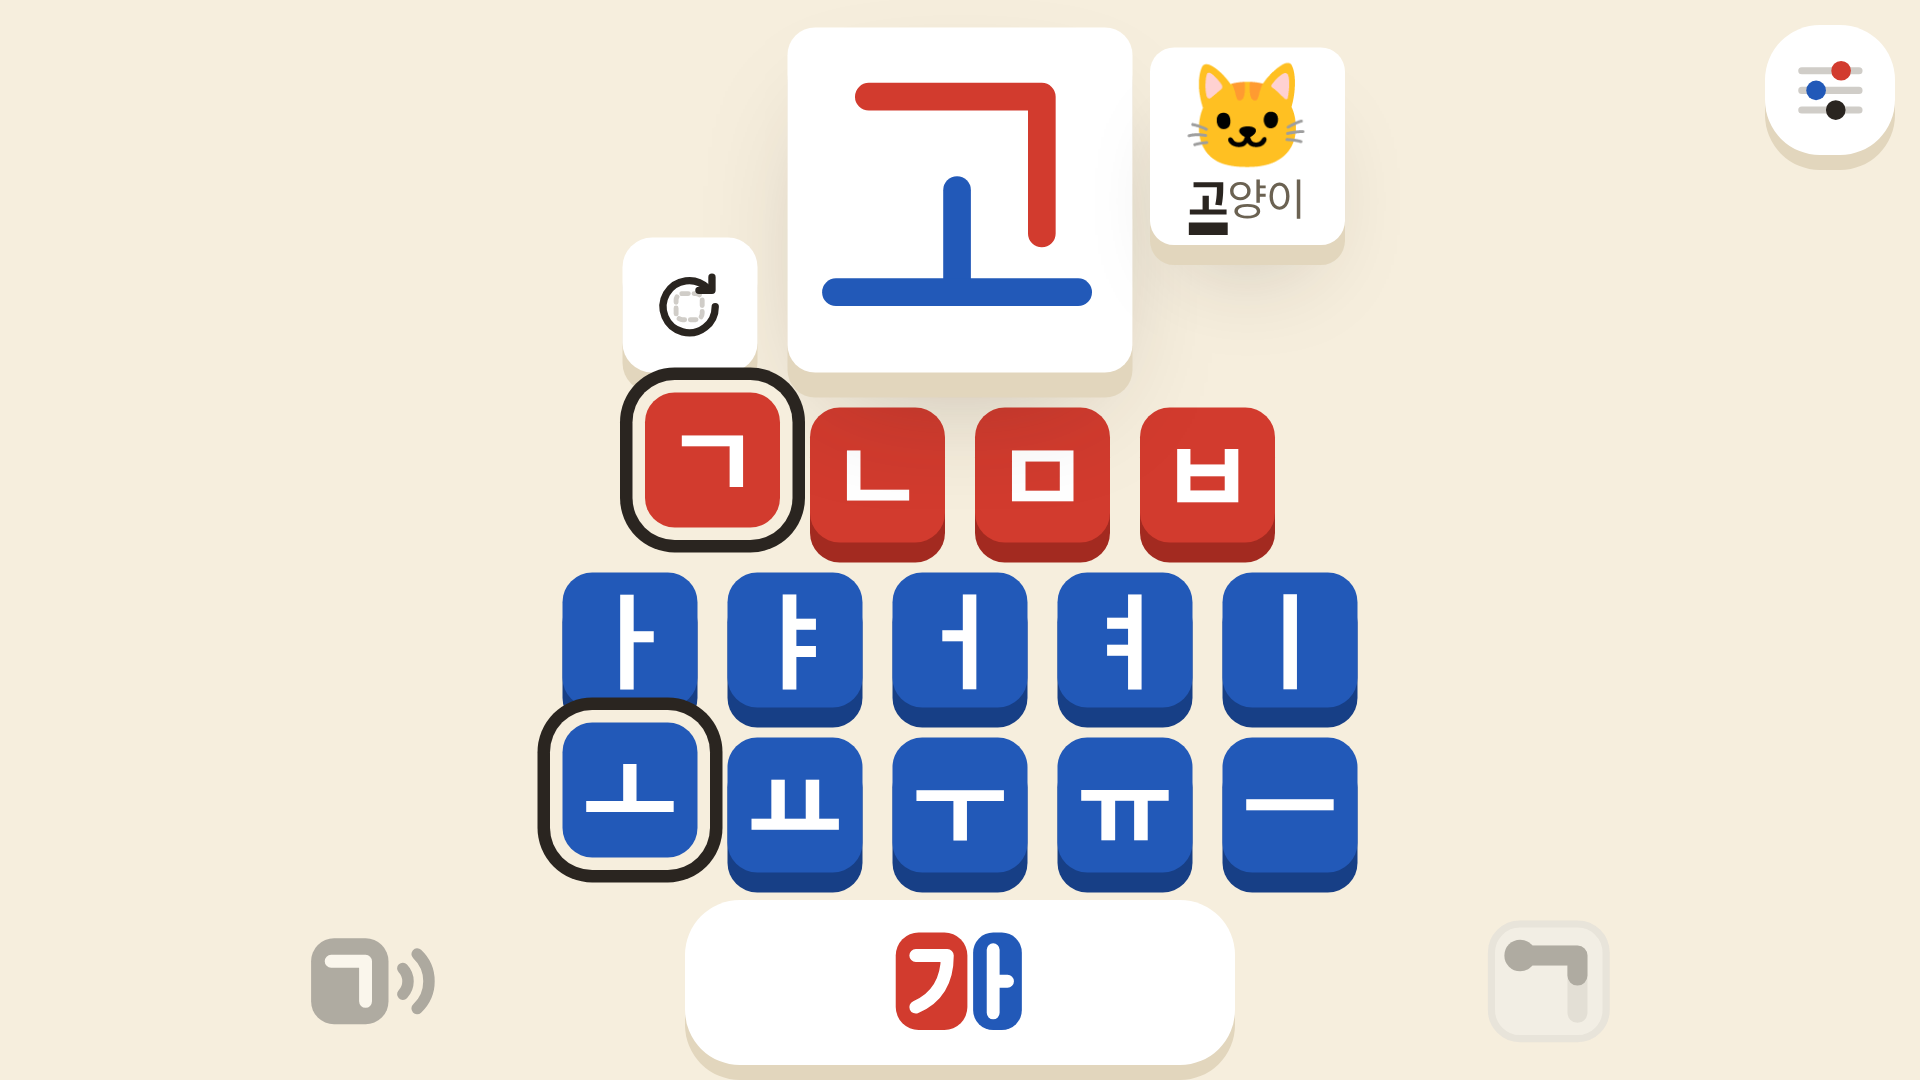 고
고양이
ㄱ ㄴ ㅁ ㅂ
ㅏ ㅑ ㅓ ㅕ ㅣ
ㅗ ㅛ ㅜ ㅠ ㅡ
ㄱ 가 ㄱ